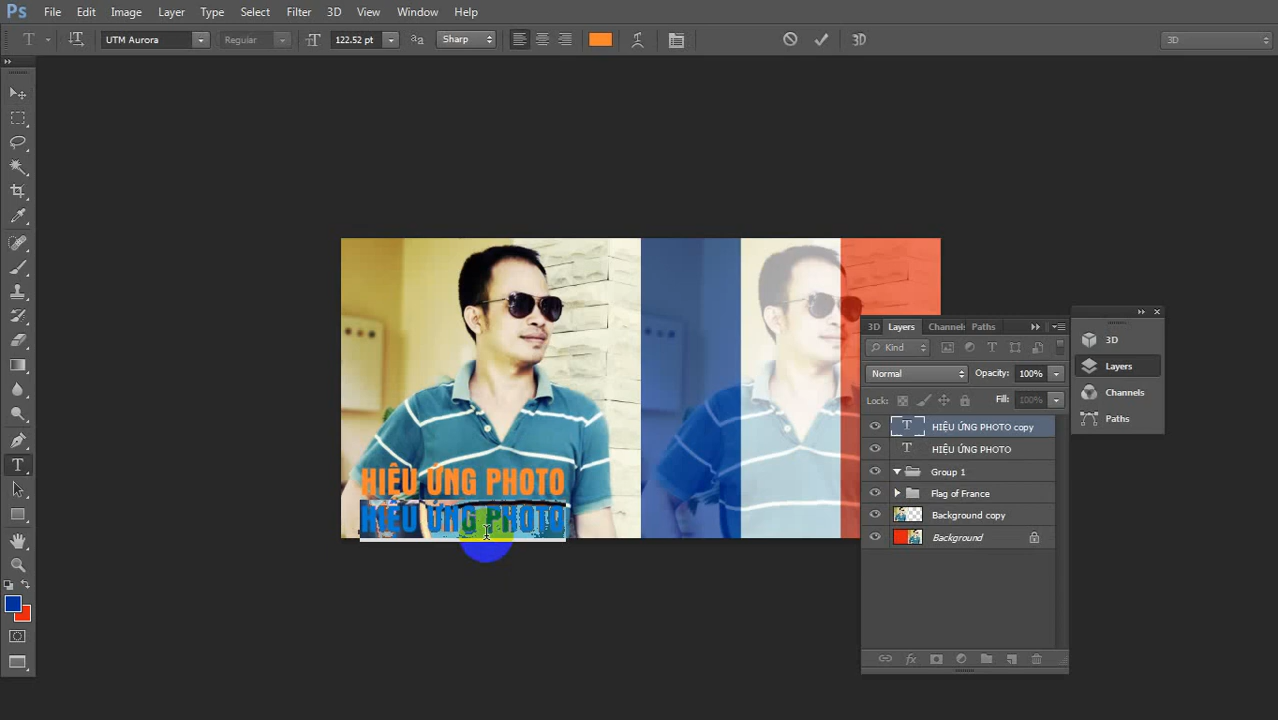 Ps File Edit Image Layer Type Select Filter 3D View Window Help
T UTM Aurora Regular 122.52 pt Sharp 3D 3D
3D Layers Channels Paths
Kind
Normal Opacity: 100%
Lock: Fill: 100%
HIỆU ỨNG PHOTO copy
HIỆU ỨNG PHOTO
Group 1
Flag of France
Background copy
Background
3D
Layers
Channels
Paths
HIỆU ỨNG PHOTO
HIỆU ỨNG PHOTO